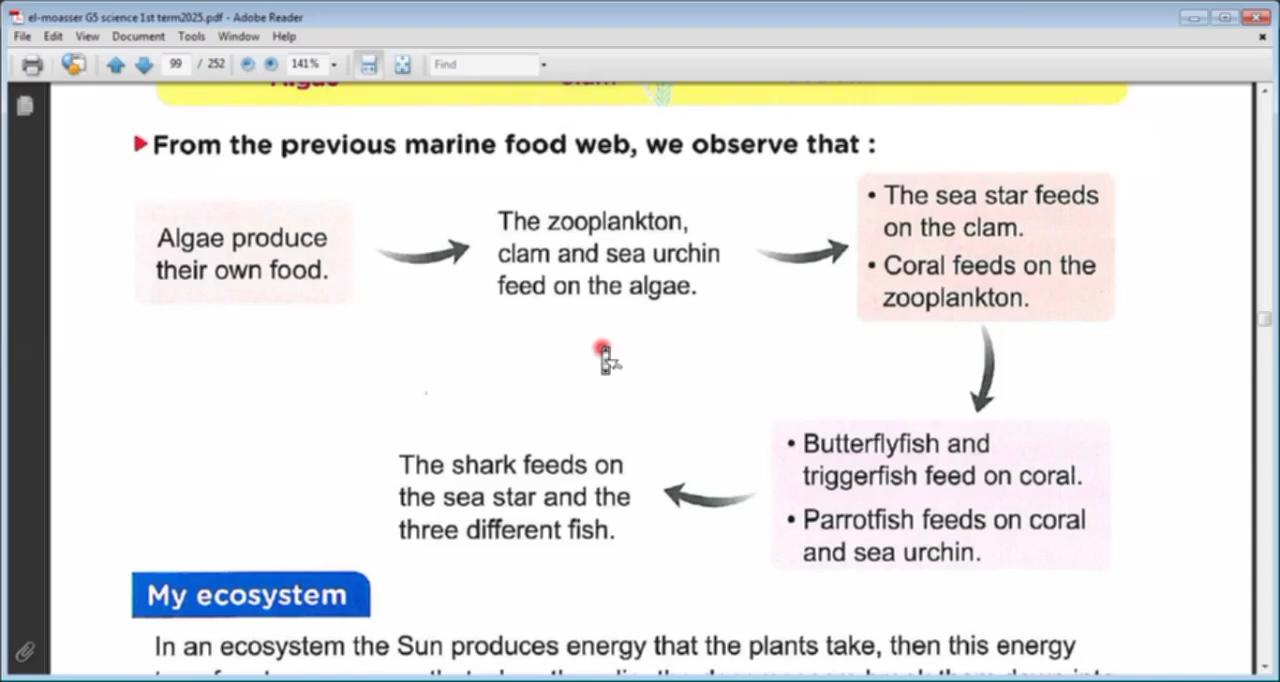 el-moasser G5 science 1st term2025.pdf - Adobe Reader
File Edit View Document Tools Window Help
99 / 252 141% Find
Algae Clam
From the previous marine food web, we observe that :
Algae produce
their own food.
The zooplankton,
clam and sea urchin
feed on the algae.
• The sea star feeds
on the clam.
• Coral feeds on the
zooplankton.
• Butterflyfish and
triggerfish feed on coral.
• Parrotfish feeds on coral
and sea urchin.
The shark feeds on
the sea star and the
three different fish.
My ecosystem
In an ecosystem the Sun produces energy that the plants take, then this energy